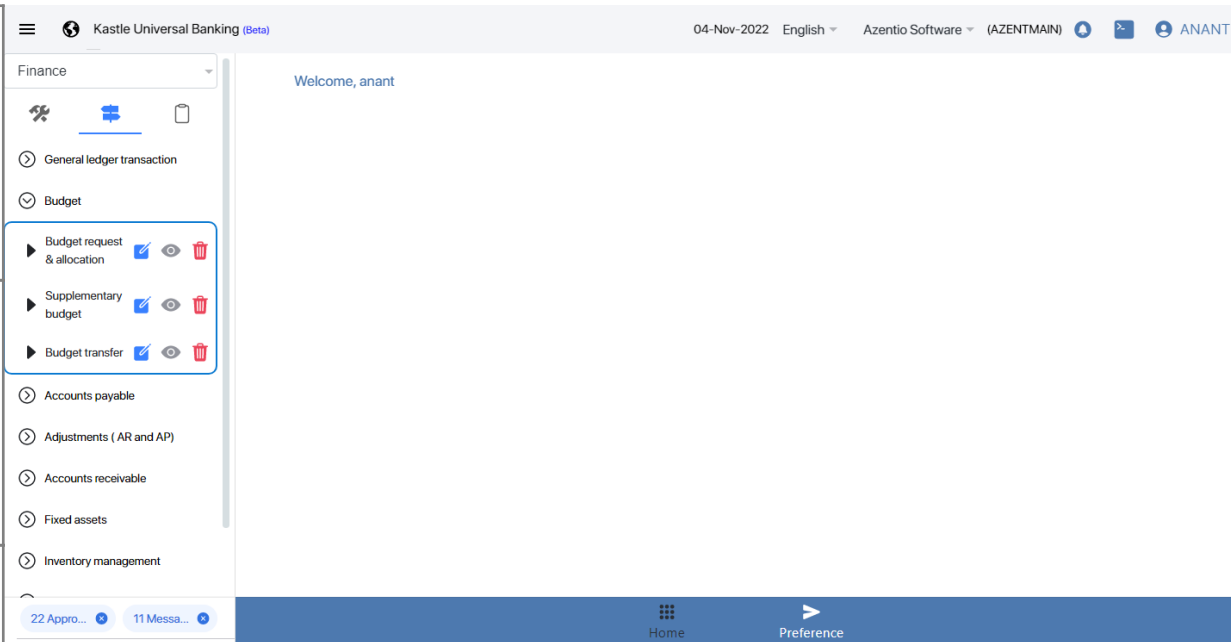 Kastle Universal Banking (Beta)
04-Nov-2022 English Azentio Software (AZENTMAIN) ANANT
Finance
Welcome, anant
General ledger transaction
Budget
Budget request
& allocation
Supplementary
budget
Budget transfer
Accounts payable
Adjustments ( AR and AP)
Accounts receivable
Fixed assets
Inventory management
22 Appro... 11 Messa...
Home Preference